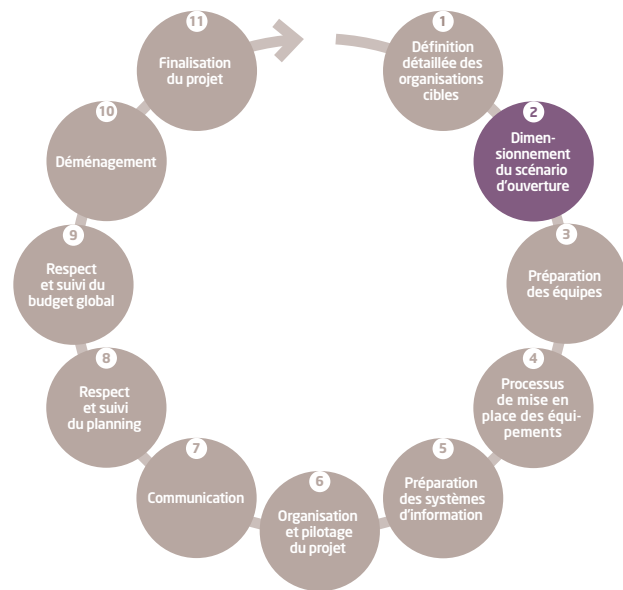 1
Définition
détaillée des
organisations
cibles
2
Dimen-
sionnement
du scénario
d'ouverture
3
Préparation
des équipes
4
Processus
de mise en
place des équi-
pements
5
Préparation
des systèmes
d'information
6
Organisation
et pilotage
du projet
7
Communication
8
Respect
et suivi
du planning
9
Respect
et suivi du
budget global
10
Déménagement
11
Finalisation
du projet